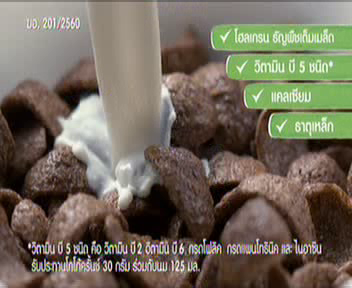 ฆอ. 201/2560
✓ โฮลเกรน ธัญพืชเต็มเมล็ด
✓ วิตามิน บี 5 ชนิด*
✓ แคลเซียม
✓ ธาตุเหล็ก
*วิตามิน บี 5 ชนิด คือ วิตามิน บี 2 วิตามิน บี 6, กรดโฟลิค กรดแพนโทธินิค และ ไนอาซิน
รับประทานโกโก้ครั้นช์ 30 กรัม ร่วมกับนม 125 มล.